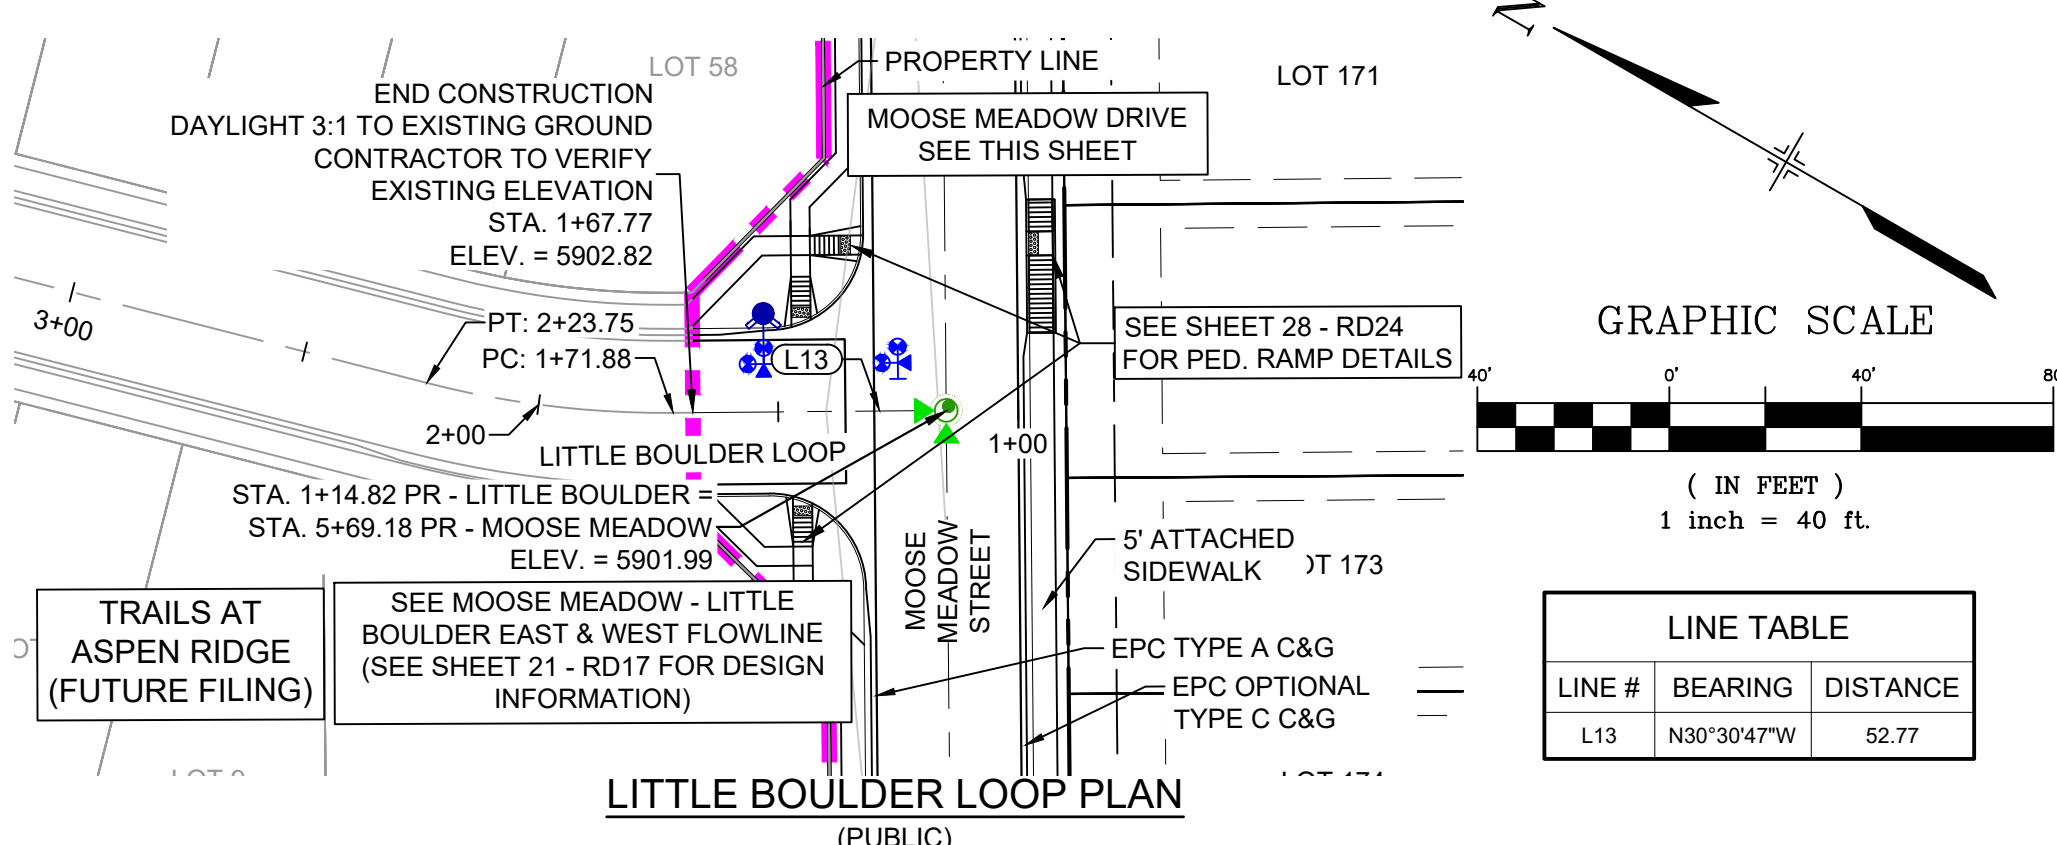 LOT 58
PROPERTY LINE
LOT 171
N
END CONSTRUCTION
DAYLIGHT 3:1 TO EXISTING GROUND
CONTRACTOR TO VERIFY
EXISTING ELEVATION
STA. 1+67.77
ELEV. = 5902.82
MOOSE MEADOW DRIVE
SEE THIS SHEET
3+00
PT: 2+23.75
PC: 1+71.88
L13
SEE SHEET 28 - RD24
FOR PED. RAMP DETAILS
2+00
LITTLE BOULDER LOOP
1+00
STA. 1+14.82 PR - LITTLE BOULDER =
STA. 5+69.18 PR - MOOSE MEADOW
ELEV. = 5901.99
MOOSE
MEADOW
STREET
5' ATTACHED
SIDEWALK
OT 173
TRAILS AT
ASPEN RIDGE
(FUTURE FILING)
SEE MOOSE MEADOW - LITTLE
BOULDER EAST & WEST FLOWLINE
(SEE SHEET 21 - RD17 FOR DESIGN
INFORMATION)
EPC TYPE A C&G
EPC OPTIONAL
TYPE C C&G
LOT 174
LITTLE BOULDER LOOP PLAN
(PUBLIC)
GRAPHIC SCALE
40' 0' 40' 80
( IN FEET )
1 inch = 40 ft.
LINE TABLE
LINE # BEARING DISTANCE
L13 N30°30'47"W 52.77